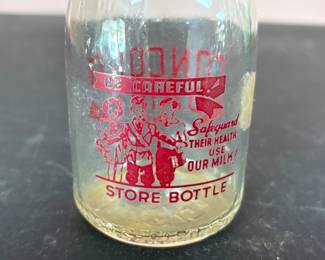 BE CAREFUL
Safeguard
THEIR HEALTH
USE
OUR MILK!
STORE BOTTLE